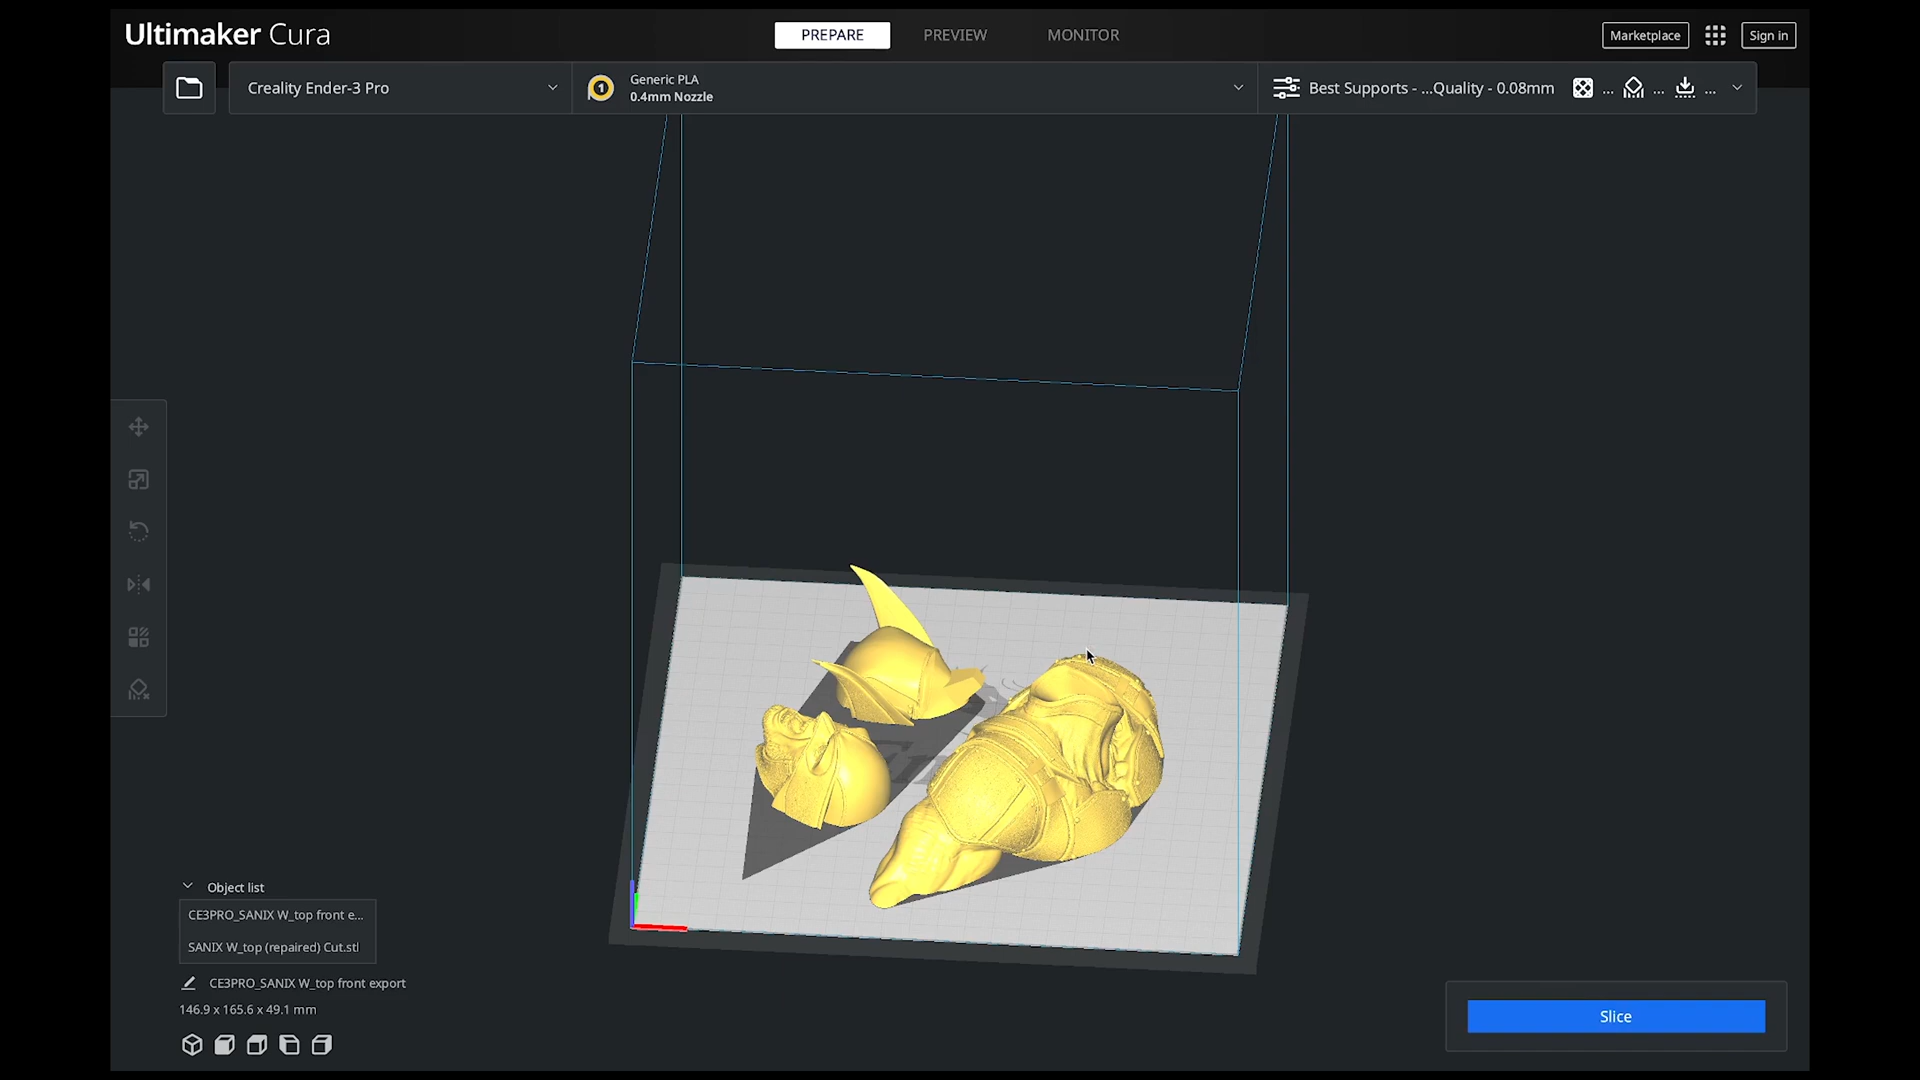 Ultimaker Cura
PREPARE
PREVIEW
MONITOR
Marketplace
Sign in
Creality Ender-3 Pro
1
Generic PLA
0.4mm Nozzle
Best Supports - ...Quality - 0.08mm
...
...
...
Object list
CE3PRO_SANIX W_top front e...
SANIX W_top (repaired) Cut.stl
CE3PRO_SANIX W_top front export
146.9 x 165.6 x 49.1 mm
Slice